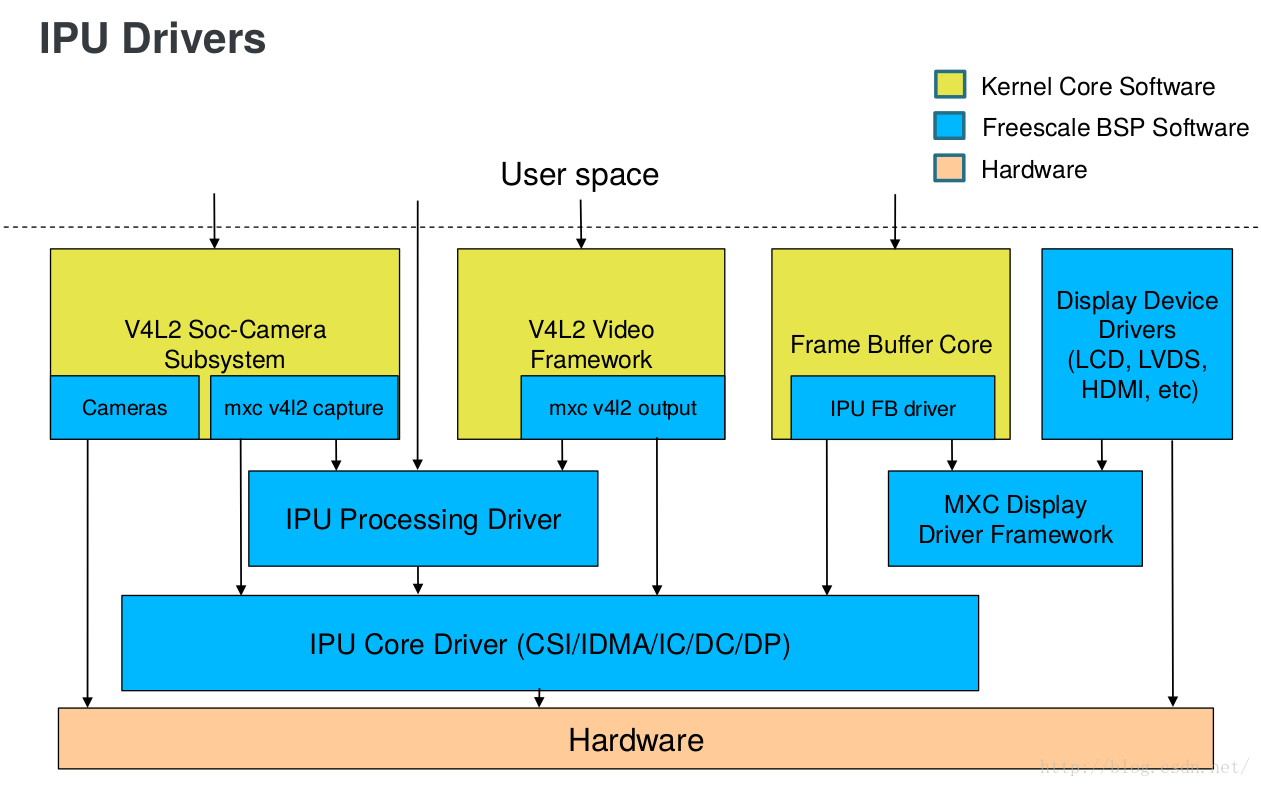 IPU Drivers
Kernel Core Software
Freescale BSP Software
Hardware
User space
V4L2 Soc-Camera
Subsystem
Cameras
mxc v4l2 capture
V4L2 Video
Framework
mxc v4l2 output
Frame Buffer Core
IPU FB driver
Display Device
Drivers
(LCD, LVDS,
HDMI, etc)
IPU Processing Driver
MXC Display
Driver Framework
IPU Core Driver (CSI/IDMA/IC/DC/DP)
Hardware
http://blog.csdn.net/